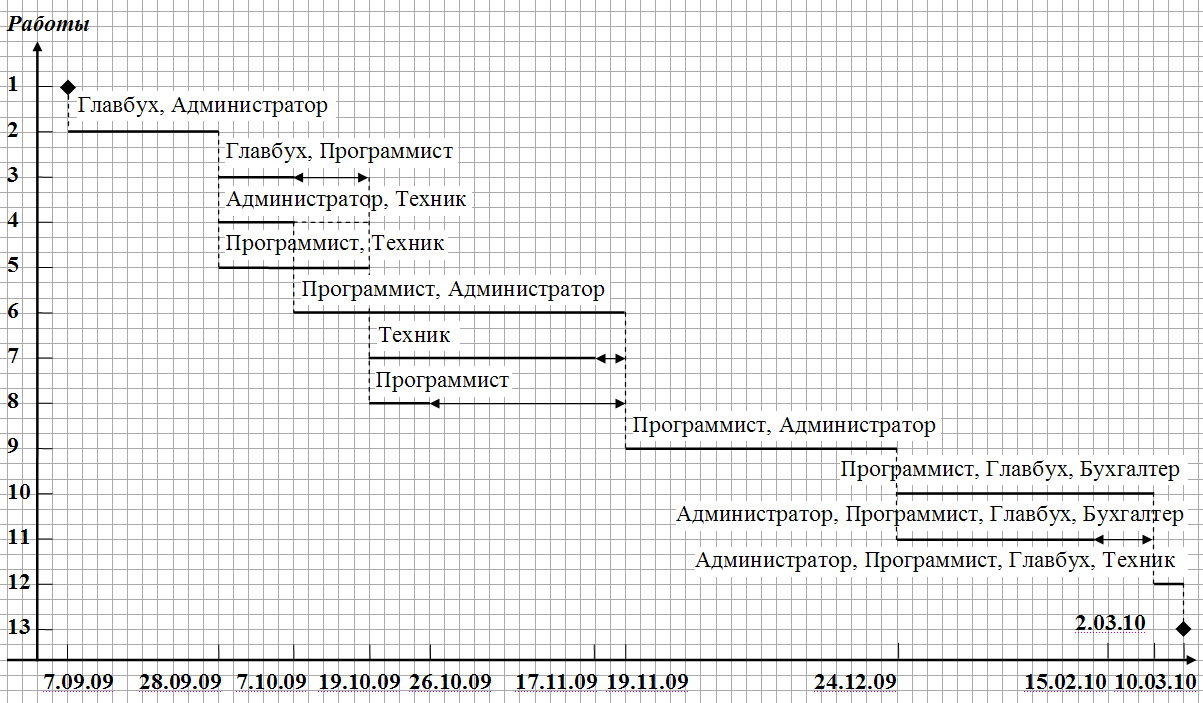 Работы
1
Главбух, Администратор
2
Главбух, Программист
3
Администратор, Техник
4
Программист, Техник
5
Программист, Администратор
6
Техник
7
Программист
8
Программист, Администратор
9
Программист, Главбух, Бухгалтер
10
Администратор, Программист, Главбух, Бухгалтер
11
Администратор, Программист, Главбух, Техник
12
2.03.10
13
7.09.09 28.09.09 7.10.09 19.10.09 26.10.09 17.11.09 19.11.09 24.12.09 15.02.10 10.03.10